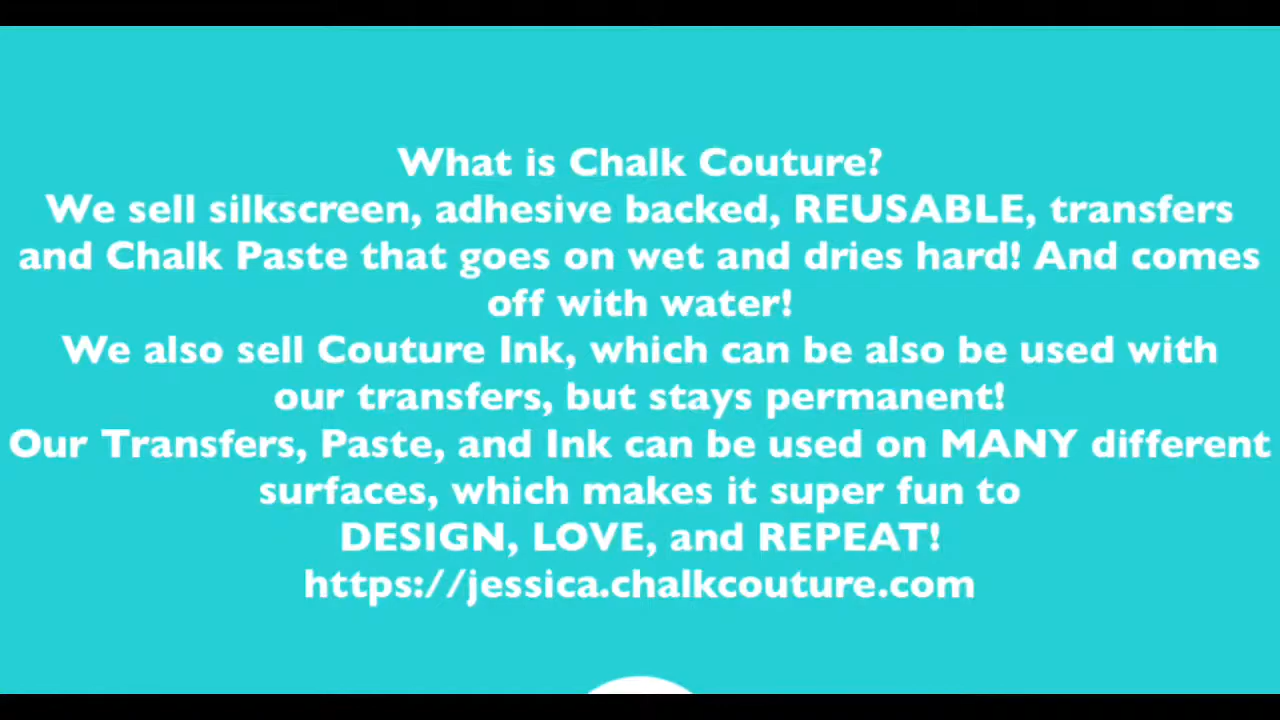 What is Chalk Couture?
We sell silkscreen, adhesive backed, REUSABLE, transfers
and Chalk Paste that goes on wet and dries hard! And comes
off with water!
We also sell Couture Ink, which can be also be used with
our transfers, but stays permanent!
Our Transfers, Paste, and Ink can be used on MANY different
surfaces, which makes it super fun to
DESIGN, LOVE, and REPEAT!
https://jessica.chalkcouture.com